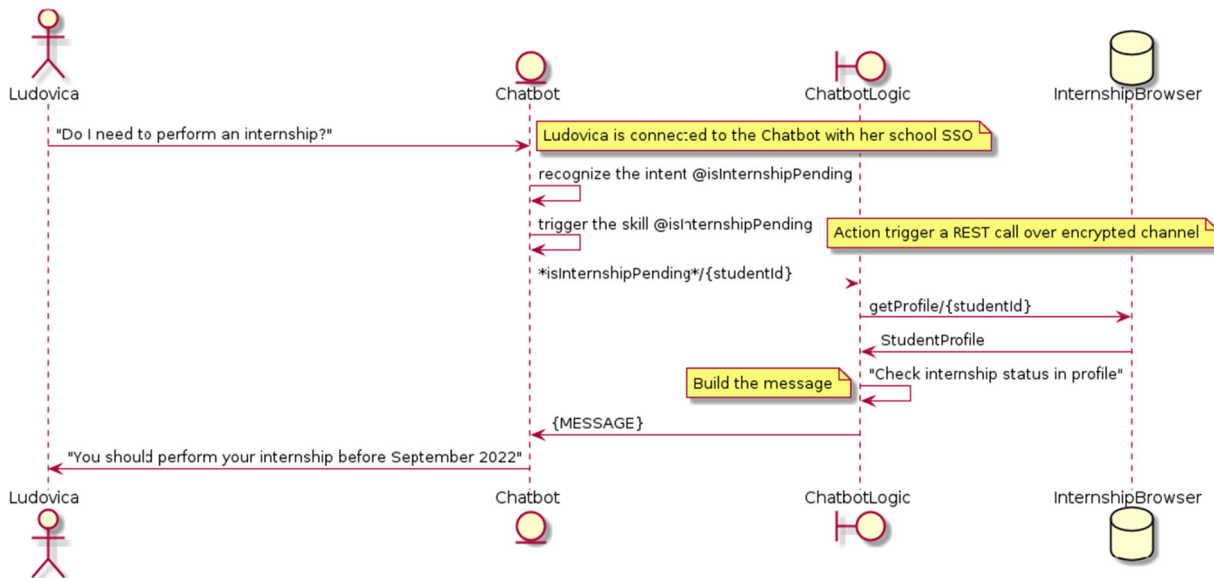 Ludovica
Chatbot
ChatbotLogic
InternshipBrowser
"Do I need to perform an internship?"
Ludovica is connected to the Chatbot with her school SSO
recognize the intent @isInternshipPending
trigger the skill @isInternshipPending
Action trigger a REST call over encrypted channel
*isInternshipPending*/{studentId}
getProfile/{studentId}
StudentProfile
Build the message
"Check internship status in profile"
{MESSAGE}
"You should perform your internship before September 2022"
Ludovica
Chatbot
ChatbotLogic
InternshipBrowser